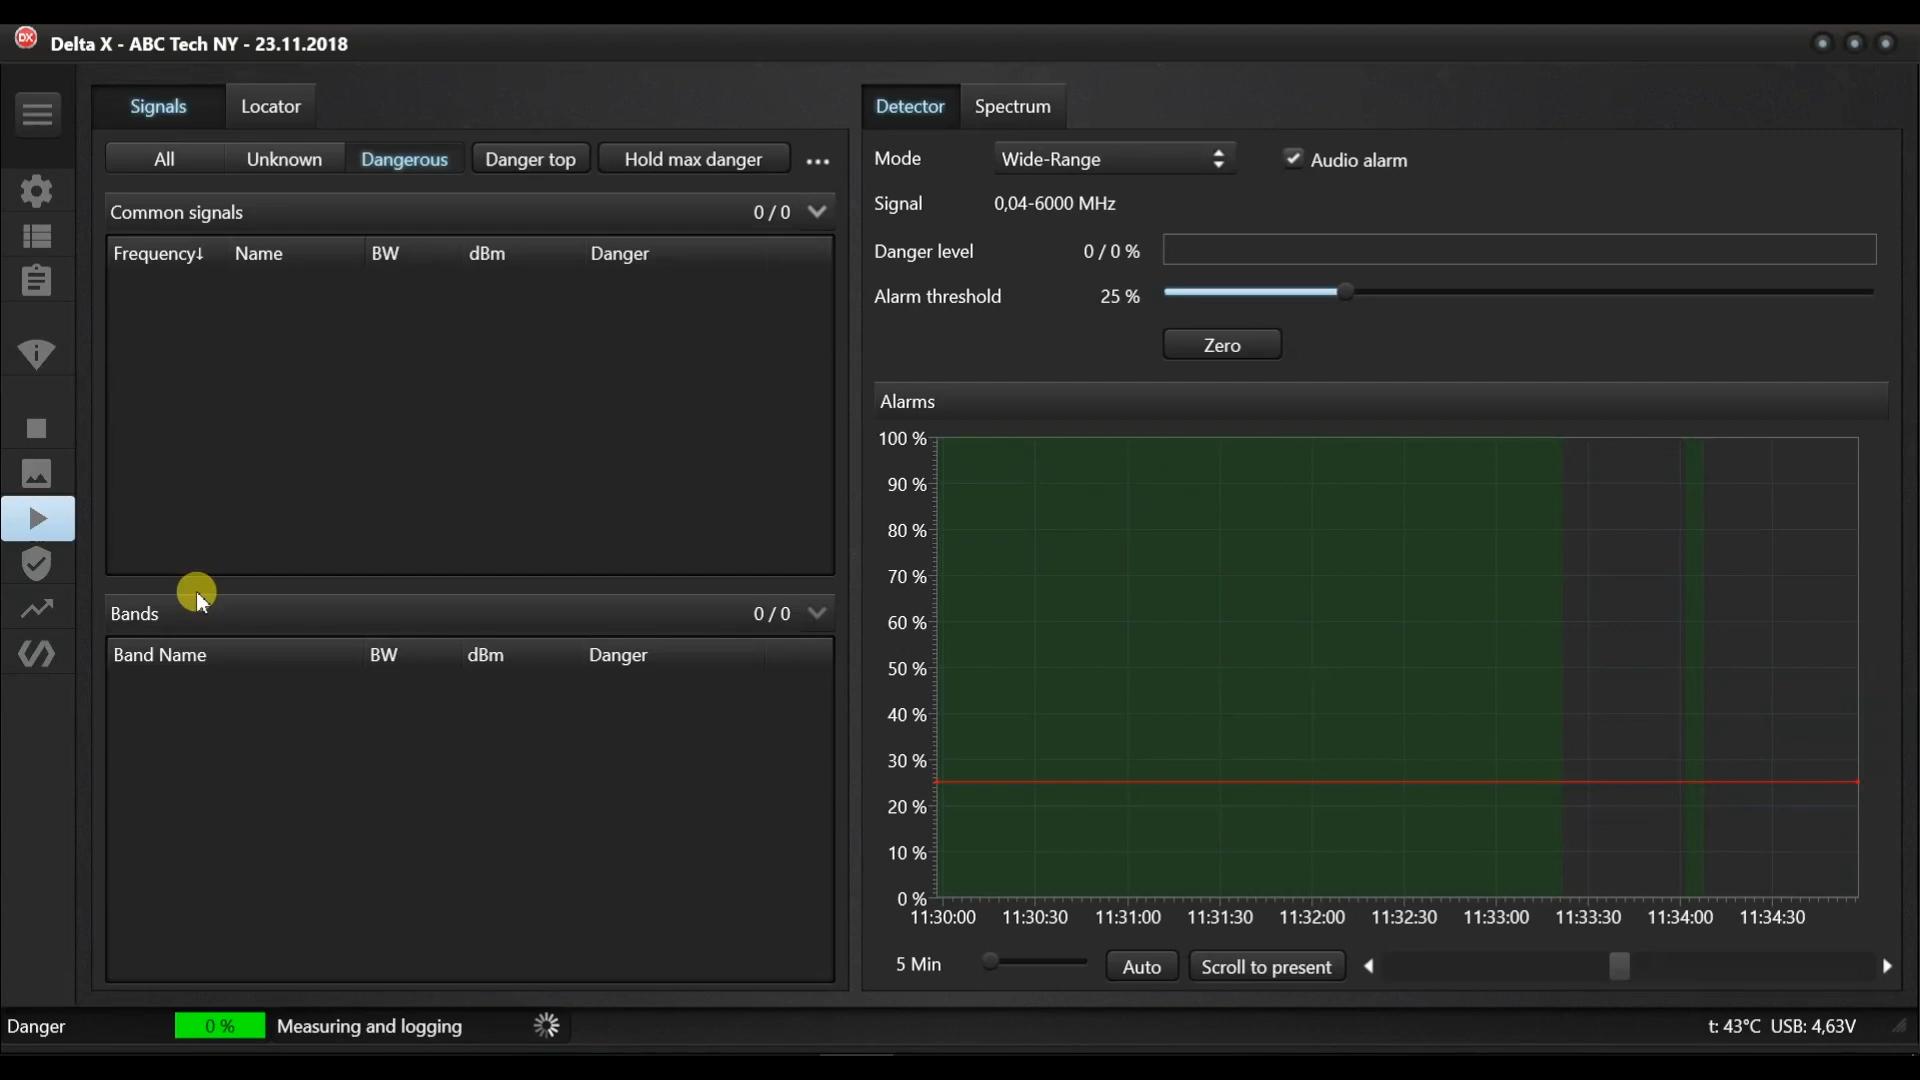 DX Delta X - ABC Tech NY - 23.11.2018
Signals Locator
All Unknown Dangerous Danger top Hold max danger ...
Common signals 0 / 0
Frequency↓ Name BW dBm Danger
Bands 0 / 0
Band Name BW dBm Danger
Detector Spectrum
Mode Wide-Range Audio alarm
Signal 0,04-6000 MHz
Danger level 0 / 0 %
Alarm threshold 25 %
Zero
Alarms
100 %
90 %
80 %
70 %
60 %
50 %
40 %
30 %
20 %
10 %
0 %
11:30:00 11:30:30 11:31:00 11:31:30 11:32:00 11:32:30 11:33:00 11:33:30 11:34:00 11:34:30
5 Min Auto Scroll to present
Danger 0 % Measuring and logging t: 43°C USB: 4,63V